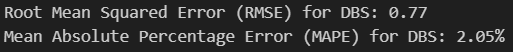 Root Mean Squared Error (RMSE) for DBS: 0.77
Mean Absolute Percentage Error (MAPE) for DBS: 2.05%